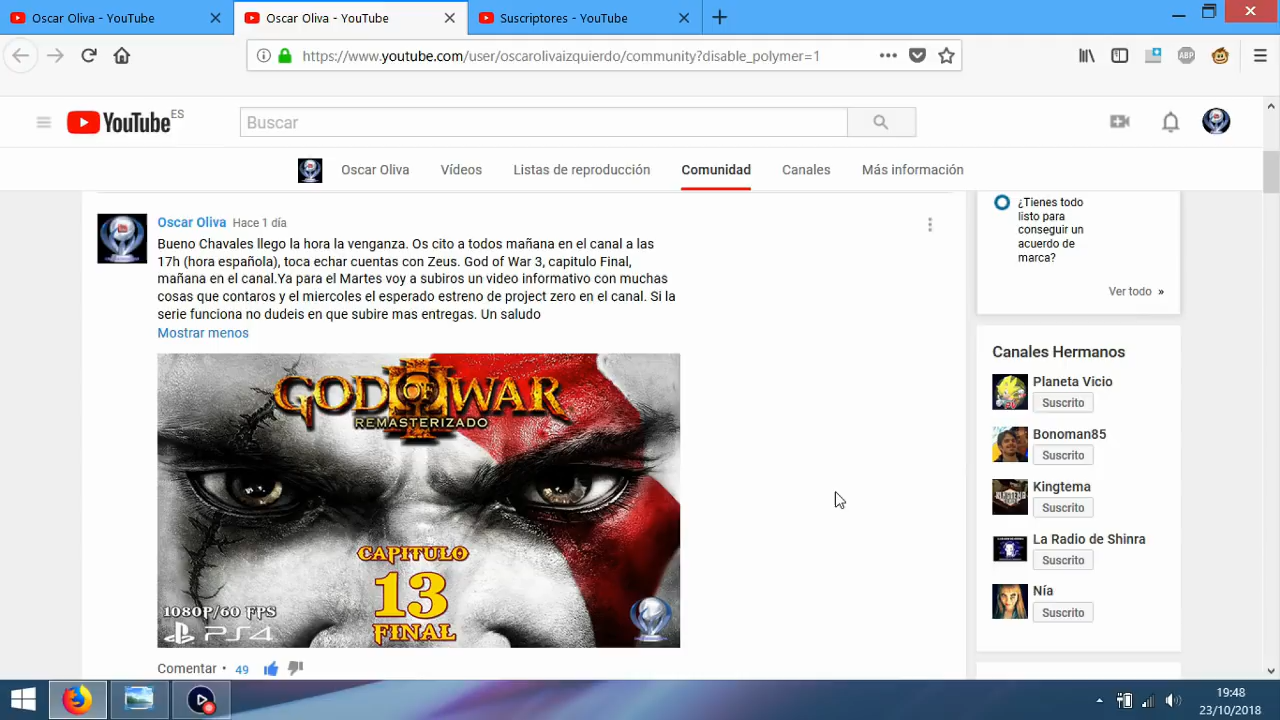 Oscar Oliva - YouTube
Oscar Oliva - YouTube
Suscriptores - YouTube
https://www.youtube.com/user/oscarolivaizquierdo/community?disable_polymer=1
ABP
YouTube ES
Buscar
Oscar Oliva
Vídeos
Listas de reproducción
Comunidad
Canales
Más información
Oscar Oliva Hace 1 día
Bueno Chavales llego la hora la venganza. Os cito a todos mañana en el canal a las
17h (hora española), toca echar cuentas con Zeus. God of War 3, capitulo Final,
mañana en el canal.Ya para el Martes voy a subiros un video informativo con muchas
cosas que contaros y el miercoles el esperado estreno de project zero en el canal. Si la
serie funciona no dudeis en que subire mas entregas. Un saludo
Mostrar menos
GOD OF WAR
III
REMASTERIZADO
CAPITULO
13
FINAL
1080P/60 FPS
PS4
Comentar • 49
¿Tienes todo
listo para
conseguir un
acuerdo de
marca?
Ver todo »
Canales Hermanos
Planeta Vicio
Suscrito
Bonoman85
Suscrito
Kingtema
Suscrito
La Radio de Shinra
Suscrito
Nía
Suscrito
19:48
23/10/2018